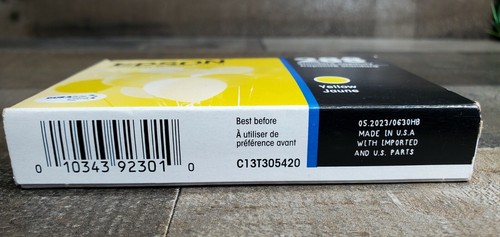 EPSON
Yellow
Jaune
Best before
À utiliser de
préférence avant
C13T305420
05.2023/0630HB
MADE IN U.S.A
WITH IMPORTED
AND U.S. PARTS
0 10343 92301 0